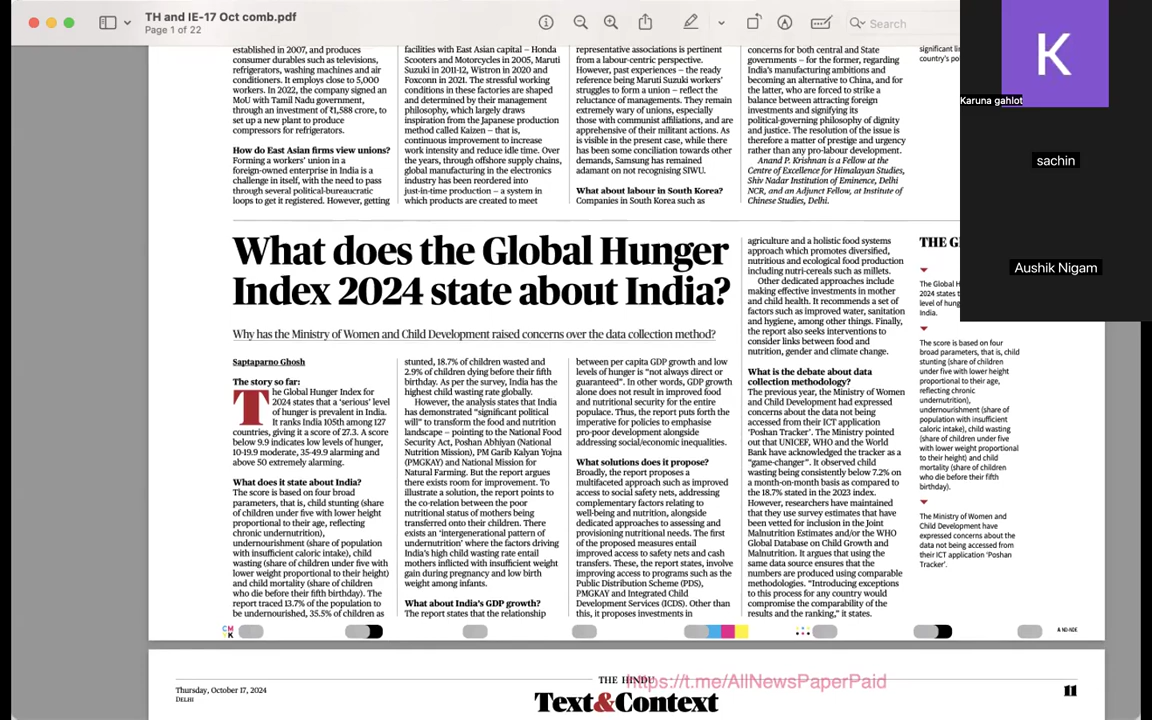 TH and IE-17 Oct comb.pdf
Page 1 of 22
Search
K
Karuna gahlot
sachin
Aushik Nigam
established in 2007, and produces
consumer durables such as televisions,
refrigerators, washing machines and air
conditioners. It employs close to 5,000
workers. In 2022, the company signed an
MoU with Tamil Nadu government,
through an investment of ₹1,588 crore, to
set up a new plant to produce
compressors for refrigerators.
How do East Asian firms view unions?
Forming a workers' union in a
foreign-owned enterprise in India is a
challenge in itself, with the need to pass
through several political-bureaucratic
loops to get it registered. However, getting
facilities with East Asian capital – Honda
Scooters and Motorcycles in 2005, Maruti
Suzuki in 2011-12, Wistron in 2020 and
Foxconn in 2021. The stressful working
conditions in these factories are shaped
and determined by their management
philosophy, which largely draws
inspiration from the Japanese production
method called Kaizen – that is,
continuous improvement to increase
work intensity and reduce idle time. Over
the years, through offshore supply chains,
global manufacturing in the electronics
industry has been reordered into
just-in-time production – a system in
which products are created to meet
representative associations is pertinent
from a labour-centric perspective.
However, past experiences – the ready
reference being Maruti Suzuki workers'
struggles to form a union – reflect the
reluctance of managements. They remain
extremely wary of unions, especially
those with communist affiliations, and are
apprehensive of their militant actions. As
is visible in the present case, while there
has been some conciliation towards other
demands, Samsung has remained
adamant on not recognising SIWU.
What about labour in South Korea?
Companies in South Korea such as
concerns for both central and State
governments – for the former, regarding
India's manufacturing ambitions and
becoming an alternative to China, and for
the latter, who are forced to strike a
balance between attracting foreign
investments and signifying its
political-governing philosophy of dignity
and justice. The resolution of the issue is
therefore a matter of prestige and urgency
rather than any pro-labour development.
Anand P. Krishnan is a Fellow at the
Centre of Excellence for Himalayan Studies,
Shiv Nadar Institution of Eminence, Delhi
NCR, and an Adjunct Fellow, at Institute of
Chinese Studies, Delhi.
significant
country's
What does the Global Hunger
Index 2024 state about India?
Why has the Ministry of Women and Child Development raised concerns over the data collection method?
Saptaparno Ghosh
The story so far:
The Global Hunger Index for
2024 states that a 'serious' level
of hunger is prevalent in India.
It ranks India 105th among 127
countries, giving it a score of 27.3. A score
below 9.9 indicates low levels of hunger,
10-19.9 moderate, 35-49.9 alarming and
above 50 extremely alarming.
What does it state about India?
The score is based on four broad
parameters, that is, child stunting (share
of children under five with lower height
proportional to their age, reflecting
chronic undernutrition),
undernourishment (share of population
with insufficient caloric intake), child
wasting (share of children under five with
lower weight proportional to their height)
and child mortality (share of children
who die before their fifth birthday). The
report traced 13.7% of the population to
be undernourished, 35.5% of children as
stunted, 18.7% of children wasted and
2.9% of children dying before their fifth
birthday. As per the survey, India has the
highest child wasting rate globally.
However, the analysis states that India
has demonstrated "significant political
will" to transform the food and nutrition
landscape – pointing to the National Food
Security Act, Poshan Abhiyan (National
Nutrition Mission), PM Garib Kalyan Yojna
(PMGKAY) and National Mission for
Natural Farming. But the report argues
there exists room for improvement. To
illustrate a solution, the report points to
the co-relation between the poor
nutritional status of mothers being
transferred onto their children. There
exists an 'intergenerational pattern of
undernutrition' where the factors driving
India's high child wasting rate entail
mothers inflicted with insufficient weight
gain during pregnancy and low birth
weight among infants.
What about India's GDP growth?
The report states that the relationship
between per capita GDP growth and low
levels of hunger is "not always direct or
guaranteed". In other words, GDP growth
alone does not result in improved food
and nutritional security for the entire
populace. Thus, the report puts forth the
imperative for policies to emphasise
pro-poor development alongside
addressing social/economic inequalities.
What solutions does it propose?
Broadly, the report proposes a
multifaceted approach such as improved
access to social safety nets, addressing
complementary factors relating to
well-being and nutrition, alongside
dedicated approaches to assessing and
provisioning nutritional needs. The first
of the proposed measures entail
improved access to safety nets and cash
transfers. These, the report states, involve
improving access to programs such as the
Public Distribution Scheme (PDS),
PMGKAY and Integrated Child
Development Services (ICDS). Other than
this, it proposes investments in
agriculture and a holistic food systems
approach which promotes diversified,
nutritious and ecological food production
including nutri-cereals such as millets.
Other dedicated approaches include
making effective investments in mother
and child health. It recommends a set of
factors such as improved water, sanitation
and hygiene, among other things. Finally,
the report also seeks interventions to
consider links between food and
nutrition, gender and climate change.
What is the debate about data
collection methodology?
The previous year, the Ministry of Women
and Child Development had expressed
concerns about the data not being
accessed from their ICT application
'Poshan Tracker'. The Ministry pointed
out that UNICEF, WHO and the World
Bank have acknowledged the tracker as a
"game-changer". It observed child
wasting being consistently below 7.2% on
a month-on-month basis as compared to
the 18.7% stated in the 2023 index.
However, researchers have maintained
that they use survey estimates that have
been vetted for inclusion in the Joint
Malnutrition Estimates and/or the WHO
Global Database on Child Growth and
Malnutrition. It argues that using the
same data source ensures that the
numbers are produced using comparable
methodologies. "Introducing exceptions
to this process for any country would
compromise the comparability of the
results and the ranking," it states.
THE
The Global
2024 states
level of
India.
The score is based on four
broad parameters, that is, child
stunting (share of children
under five with lower height
proportional to their age,
reflecting chronic
undernutrition),
undernourishment (share of
population with insufficient
caloric intake), child wasting
(share of children under five
with lower weight proportional
to their height) and child
mortality (share of children
who die before their fifth
birthday).
The Ministry of Women and
Child Development have
expressed concerns about the
data not being accessed from
their ICT application 'Poshan
Tracker'.
CM
YK
A ND-NDE
Thursday, October 17, 2024
DELHI
THE HINDU
https://t.me/AllNewsPaperPaid
Text&Context
11